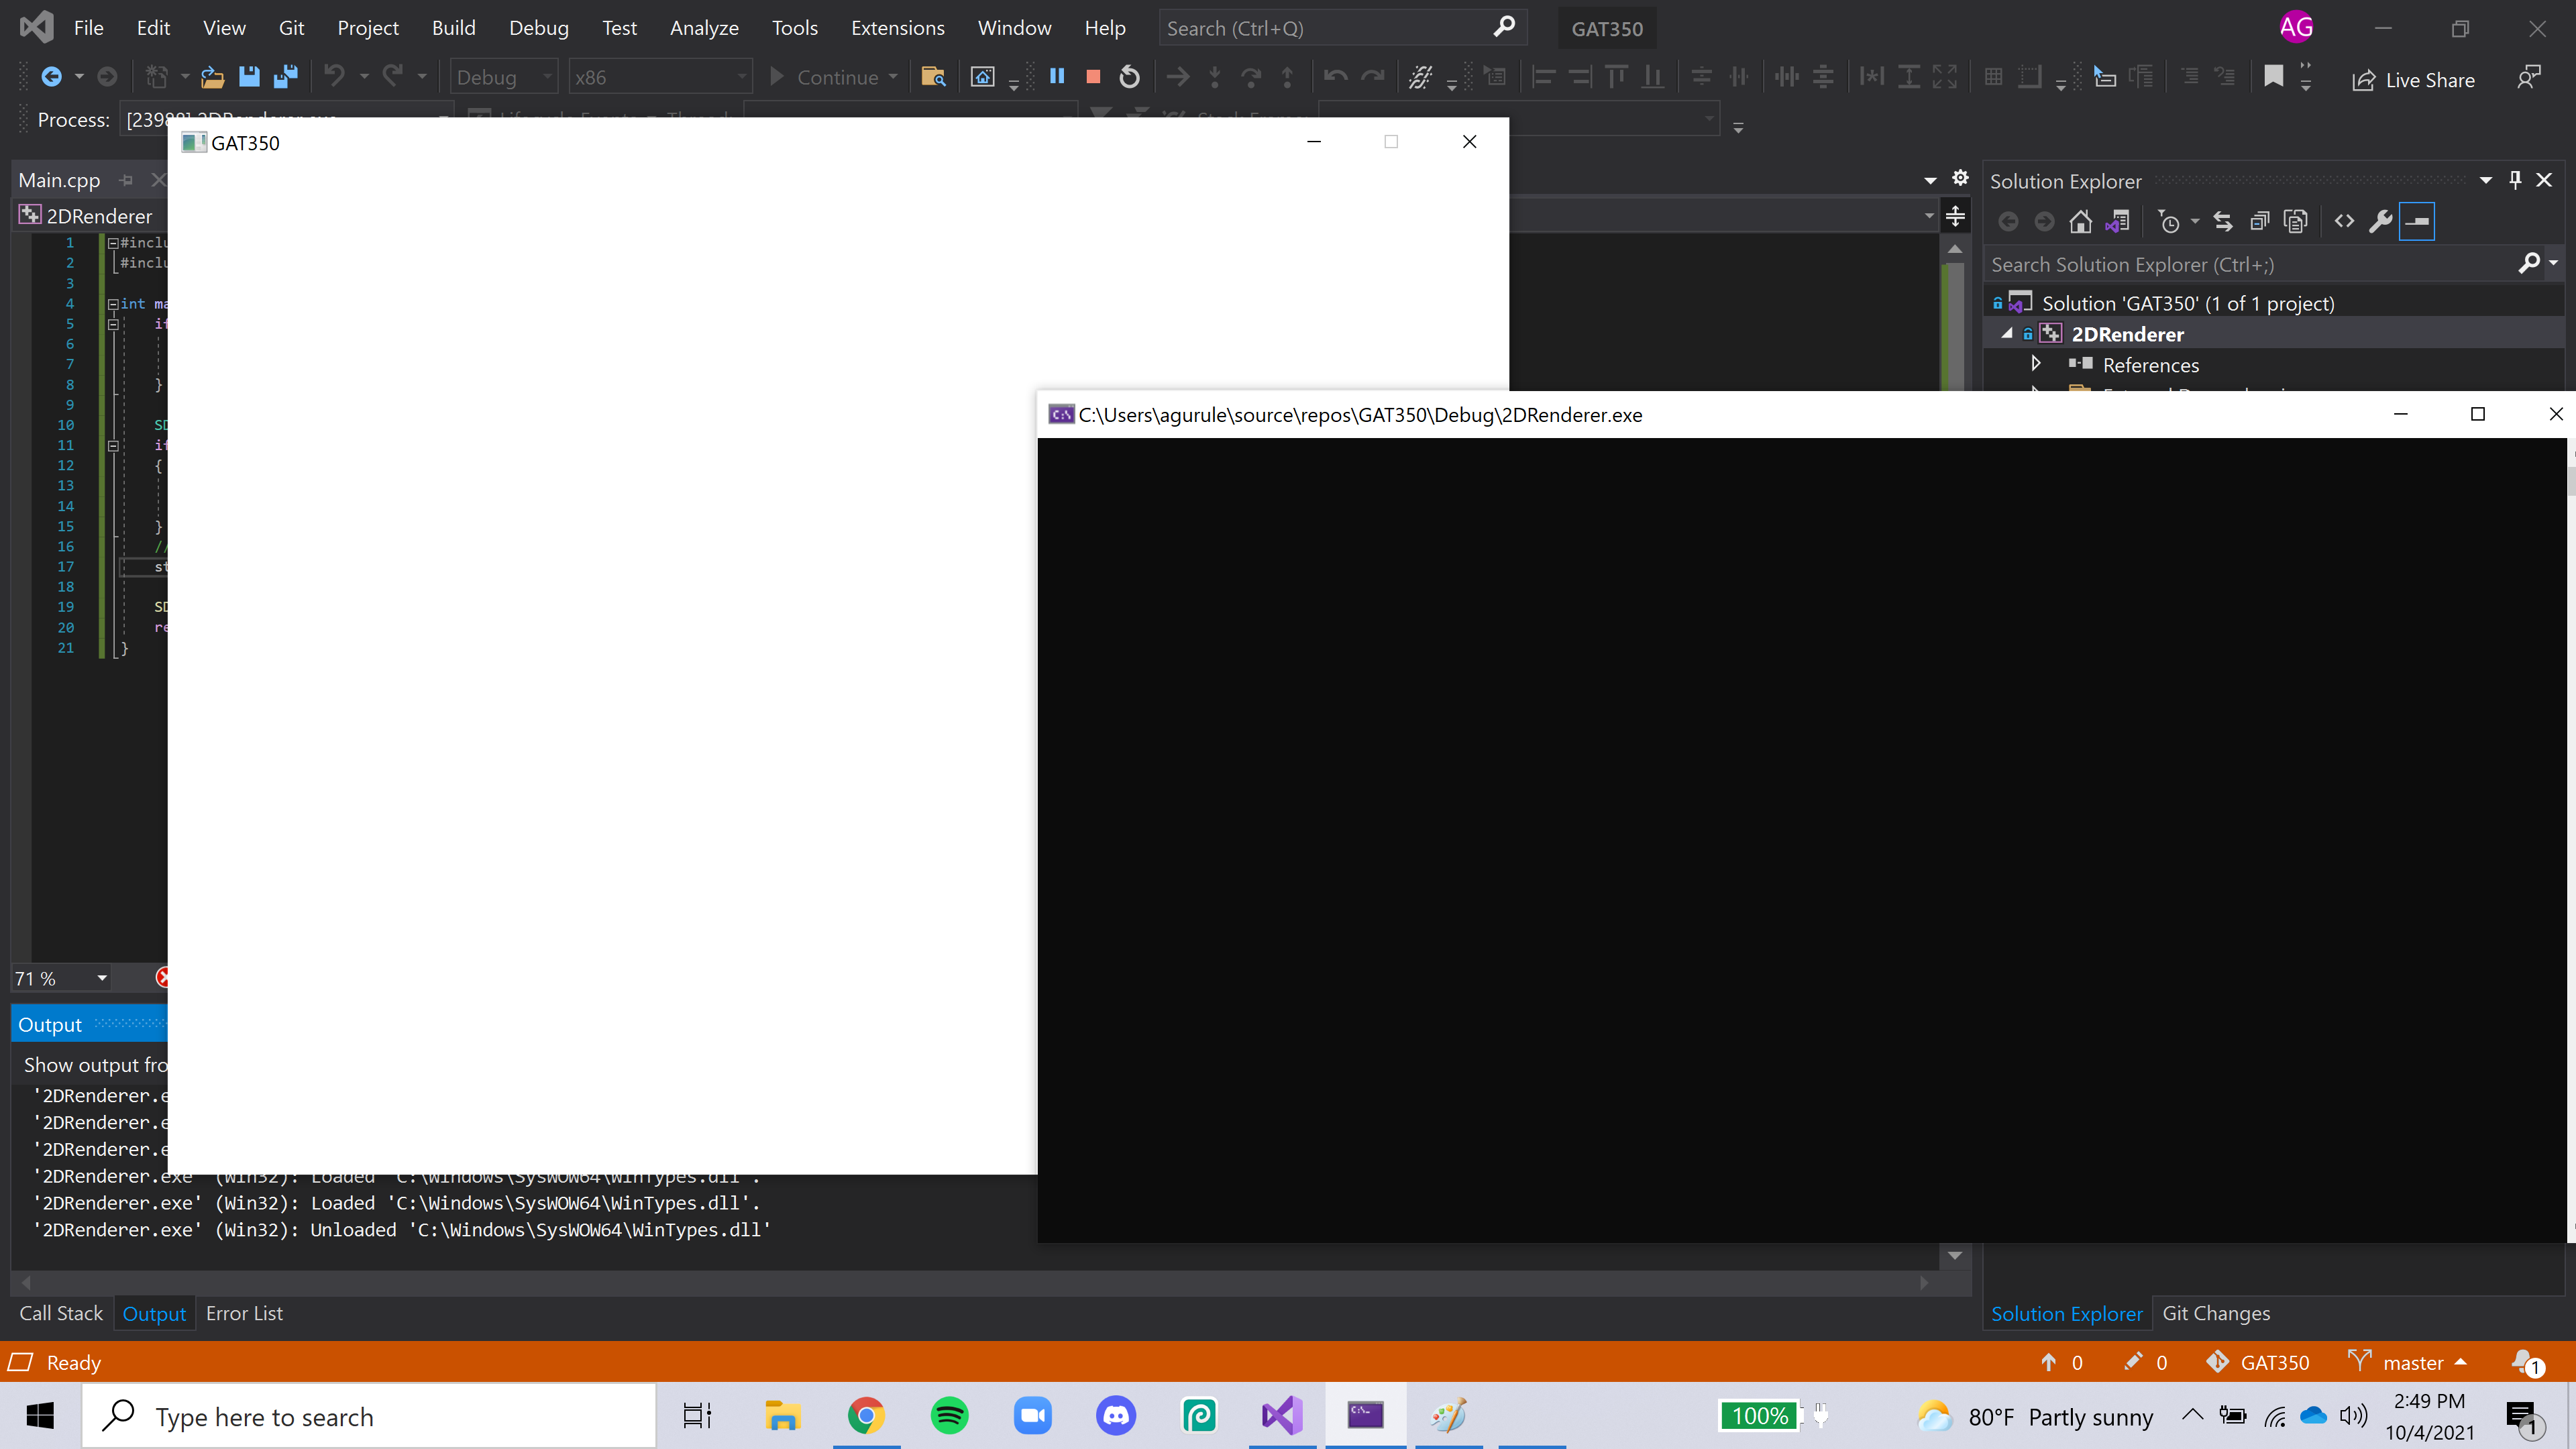 File Edit View Git Project Build Debug Test Analyze Tools Extensions Window Help Search (Ctrl+Q) GAT350 AG
Debug x86 Continue Live Share
Process: [23988] 2DRenderer.exe
GAT350
Main.cpp
2DRenderer
1 #inclu
2 #inclu
3
4 int ma
5 if
6
7
8 }
9
10 SD
11 if
12 {
13
14
15 }
16 //
17 st
18
19 SD
20 re
21 }
71 %
Solution Explorer
Search Solution Explorer (Ctrl+;)
Solution 'GAT350' (1 of 1 project)
2DRenderer
References
C:\Users\agurule\source\repos\GAT350\Debug\2DRenderer.exe
Output
Show output fro
'2DRenderer.e
'2DRenderer.e
'2DRenderer.e
'2DRenderer.exe' (Win32): Loaded 'C:\Windows\SysWOW64\WinTypes.dll'.
'2DRenderer.exe' (Win32): Loaded 'C:\Windows\SysWOW64\WinTypes.dll'.
'2DRenderer.exe' (Win32): Unloaded 'C:\Windows\SysWOW64\WinTypes.dll'
Call Stack Output Error List
Solution Explorer Git Changes
Ready 0 0 GAT350 master 1
Type here to search 100% 80°F Partly sunny 2:49 PM 1
10/4/2021